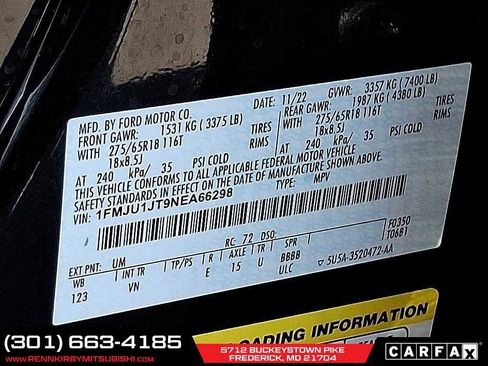 MFD. BY FORD MOTOR CO.
FRONT GAWR: 1531 KG ( 3375 LB)
WITH 275/65R18 116T
18x8.5J
AT 240 kPa/ 35 PSI COLD
DATE: 11/22 GVWR: 3357 KG ( 7400 LB)
REAR GAWR: 1987 KG ( 4380 LB)
WITH 275/65R18 116T
18x8.5J
AT 240 kPa/ 35 PSI COLD
THIS VEHICLE CONFORMS TO ALL APPLICABLE FEDERAL MOTOR VEHICLE SAFETY
STANDARDS IN EFFECT ON THE DATE OF MANUFACTURE SHOWN ABOVE.
VIN: 1FMJU1JT9NEA66298
TYPE: MPV
F0350
T06B1
EXT PNT: UM RC: 72 DSO:
WB INT TR TP/PS R AXLE TR SPR
123 VN E 15 U BBBB
ULC
5U5A-3520472-AA
LOADING INFORMATION
(301) 663-4185
WWW.RENNKIRBYMITSUBISHI.COM
5712 BUCKEYSTOWN PIKE
FREDERICK, MD 21704
CARFAX